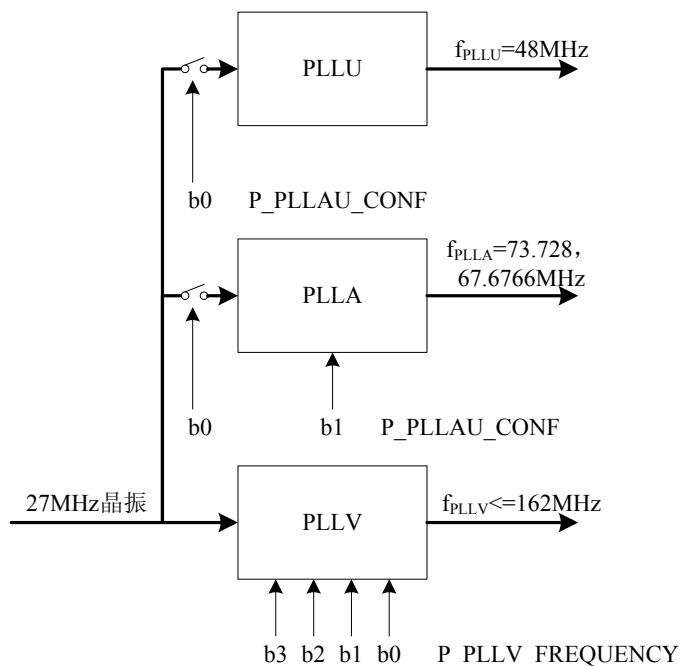 PLLU
fPLLU=48MHz
b0 P_PLLAU_CONF
PLLA
fPLLA=73.728，
67.6766MHz
b0
b1 P_PLLAU_CONF
27MHz晶振
PLLV
fPLLV<=162MHz
b3 b2 b1 b0 P_PLLV_FREQUENCY